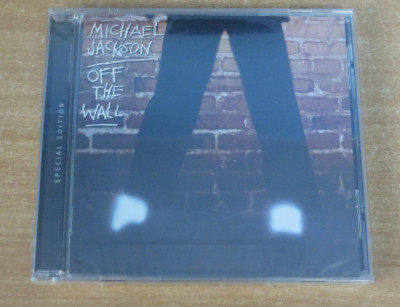 MICHAEL
JACKSON
OFF
THE
WALL
SPECIAL EDITION